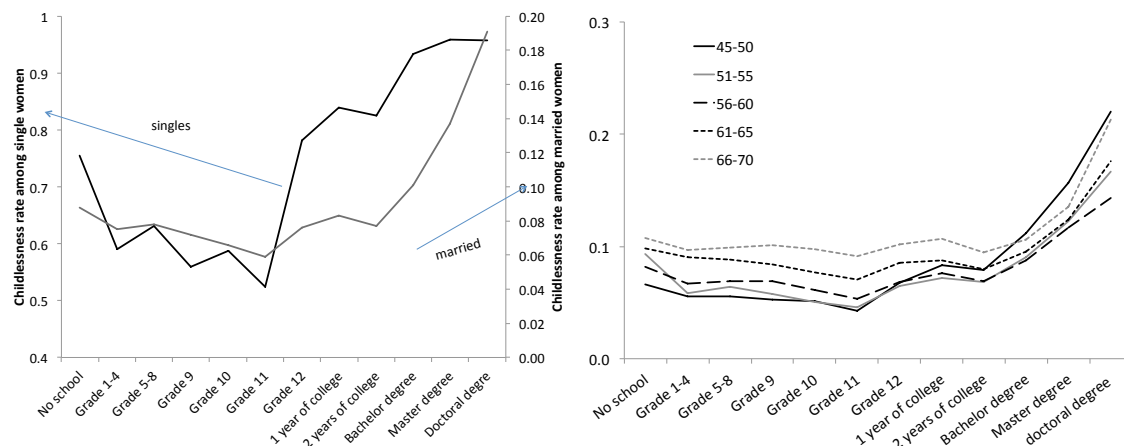 Childlessness rate among single women
1
0.9
0.8
0.7
0.6
0.5
0.4
singles
married
0.20
0.18
0.16
0.14
0.12
0.10
0.08
0.06
0.04
0.02
0.00
Childlessness rate among married women
No school
Grade 1-4
Grade 5-8
Grade 9
Grade 10
Grade 11
Grade 12
1 year of college
2 years of college
Bachelor degree
Master degree
Doctoral degre
0.3
0.2
0.1
0.0
45-50
51-55
56-60
61-65
66-70
No school
Grade 1-4
Grade 5-8
Grade 9
Grade 10
Grade 11
Grade 12
1 year of college
2 years of college
Bachelor degree
Master degree
doctoral degree